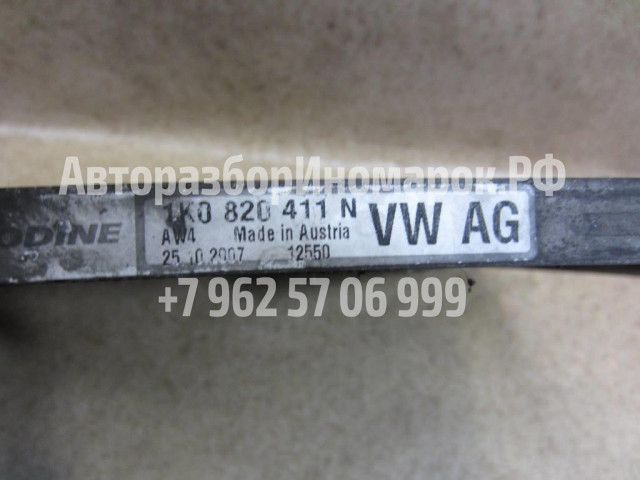 АвторазборИномарок.РФ
ODINE
1K0 820 411 N
VW AG
AW4 Made in Austria
25.10.2007 12550
+7 962 57 06 999